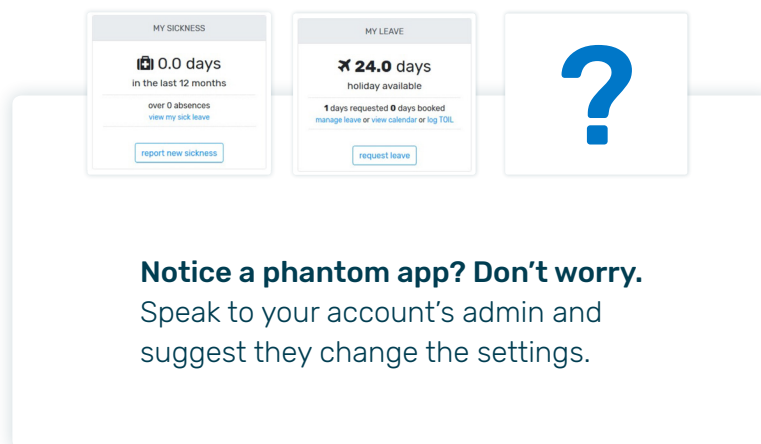 MY SICKNESS
0.0 days
in the last 12 months
over 0 absences
view my sick leave
report new sickness
MY LEAVE
24.0 days
holiday available
1 days requested 0 days booked
manage leave or view calendar or log TOIL
request leave
?
Notice a phantom app? Don’t worry.
Speak to your account’s admin and
suggest they change the settings.